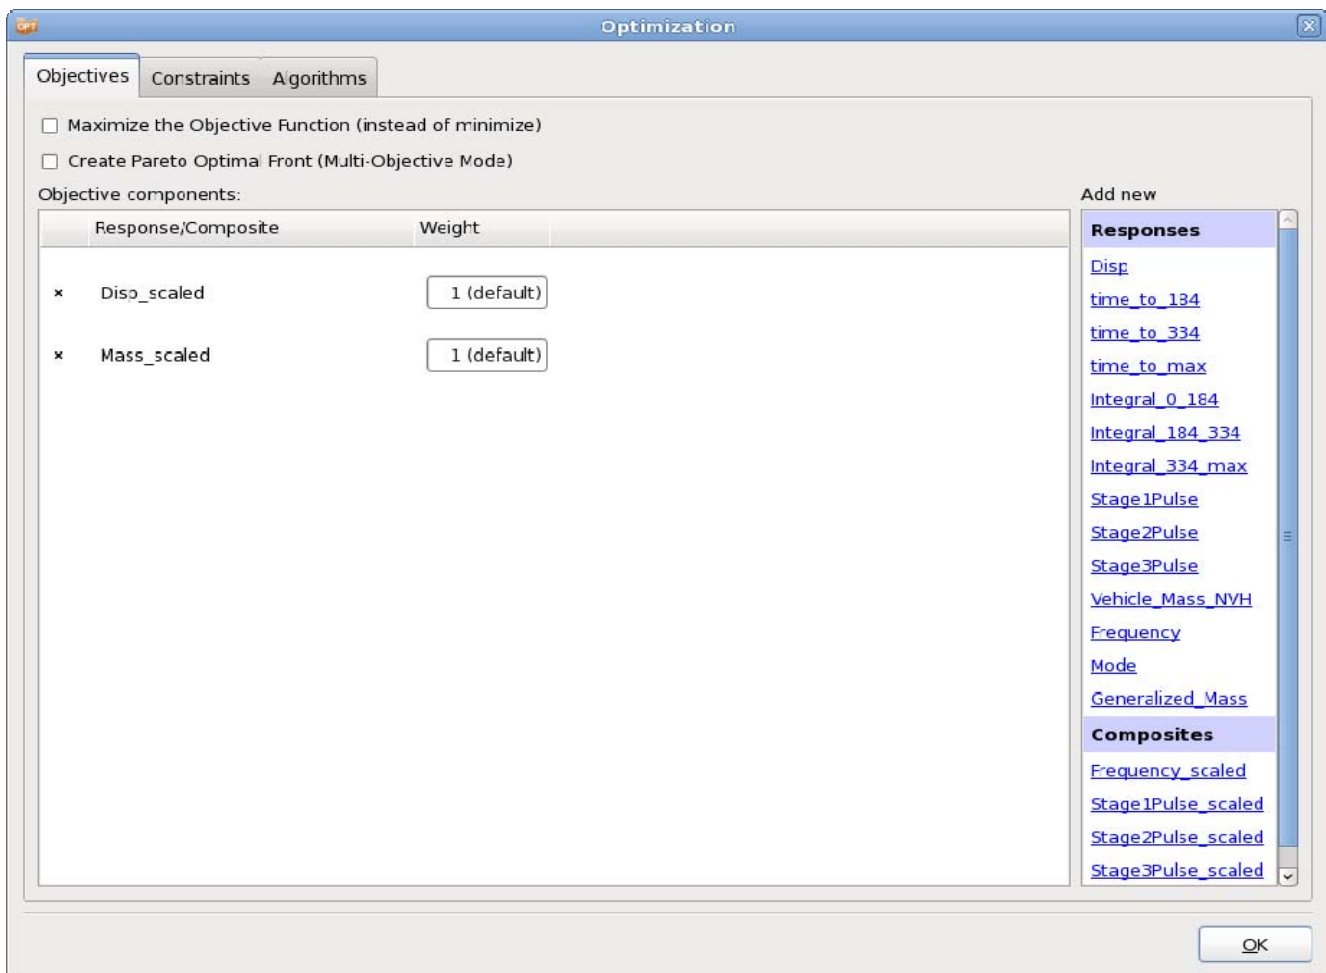 OPT
Optimization
Objectives Constraints Algorithms
Maximize the Objective Function (instead of minimize)
Create Pareto Optimal Front (Multi-Objective Mode)
Objective components: Add new
Response/Composite Weight
Responses
Disp
Disp_scaled 1 (default)
time_to_184
time_to_334
Mass_scaled 1 (default)
time_to_max
Integral_0_184
Integral_184_334
Integral_334_max
Stage1Pulse
Stage2Pulse
Stage3Pulse
Vehicle_Mass_NVH
Frequency
Mode
Generalized_Mass
Composites
Frequency_scaled
Stage1Pulse_scaled
Stage2Pulse_scaled
Stage3Pulse_scaled
OK